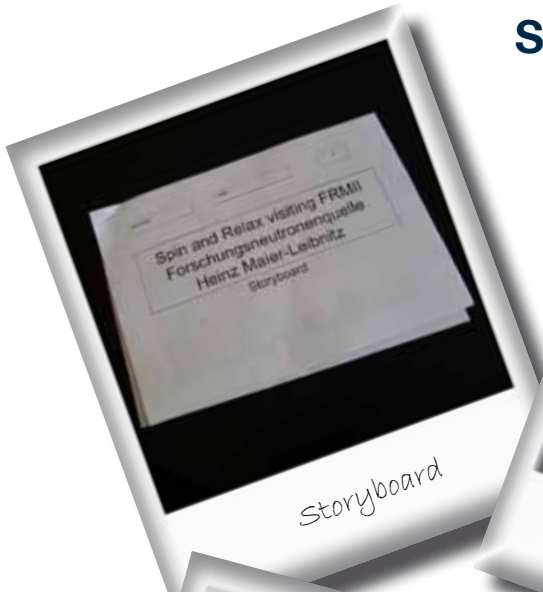 S
Spin and Relax visiting FRMII
Forschungsneutronenquelle
Heinz Maier-Leibnitz
Storyboard
Storyboard